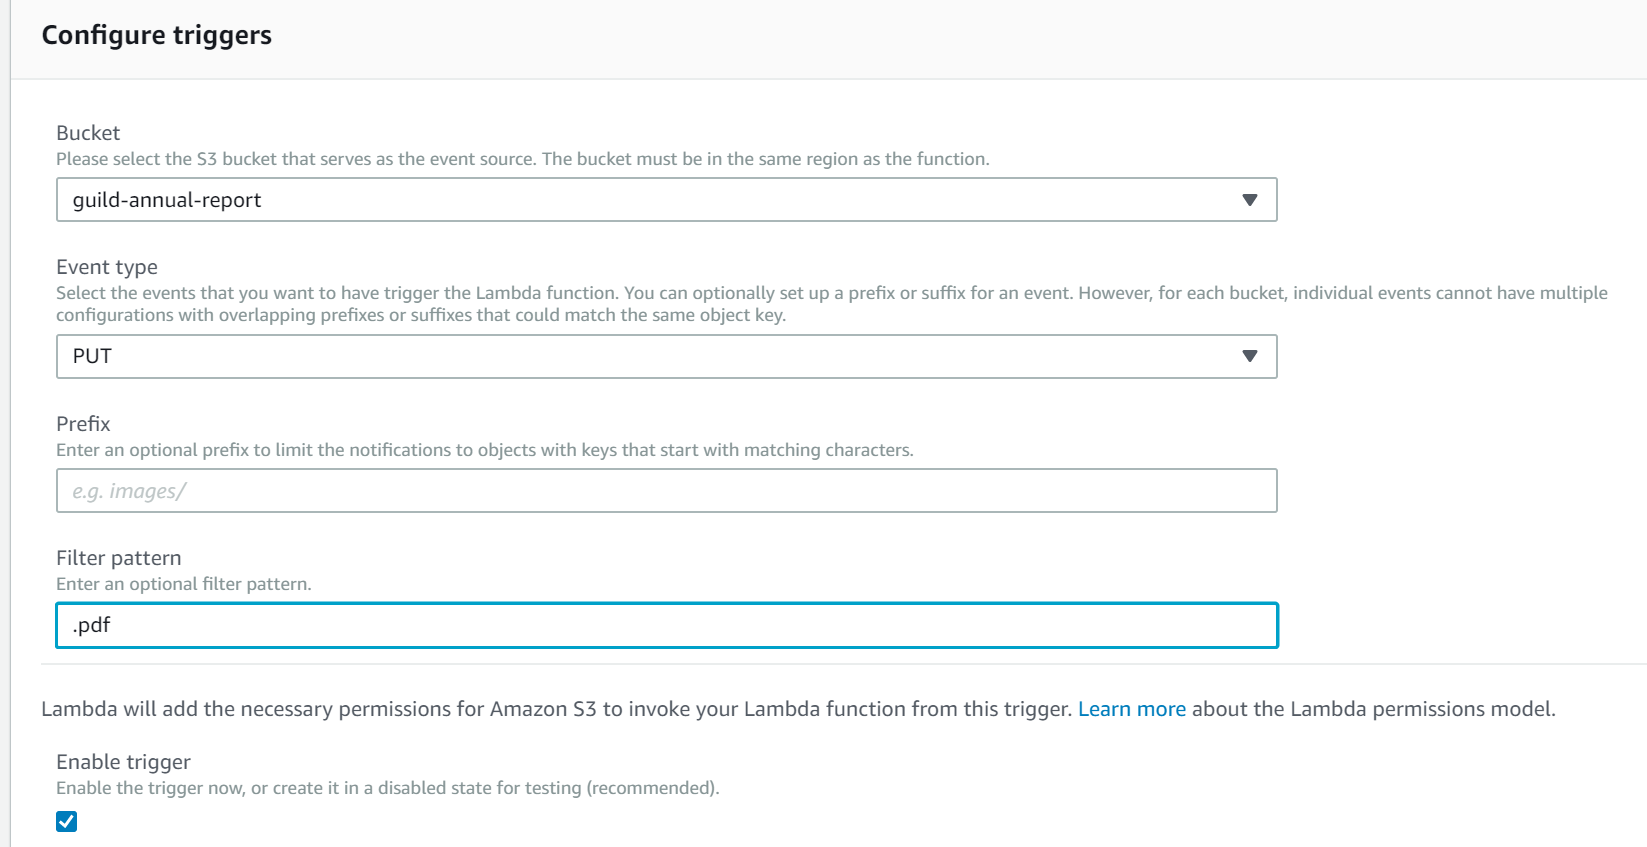 Configure triggers
Bucket
Please select the S3 bucket that serves as the event source. The bucket must be in the same region as the function.
guild-annual-report
Event type
Select the events that you want to have trigger the Lambda function. You can optionally set up a prefix or suffix for an event. However, for each bucket, individual events cannot have multiple
configurations with overlapping prefixes or suffixes that could match the same object key.
PUT
Prefix
Enter an optional prefix to limit the notifications to objects with keys that start with matching characters.
e.g. images/
Filter pattern
Enter an optional filter pattern.
.pdf
Lambda will add the necessary permissions for Amazon S3 to invoke your Lambda function from this trigger. Learn more about the Lambda permissions model.
Enable trigger
Enable the trigger now, or create it in a disabled state for testing (recommended).